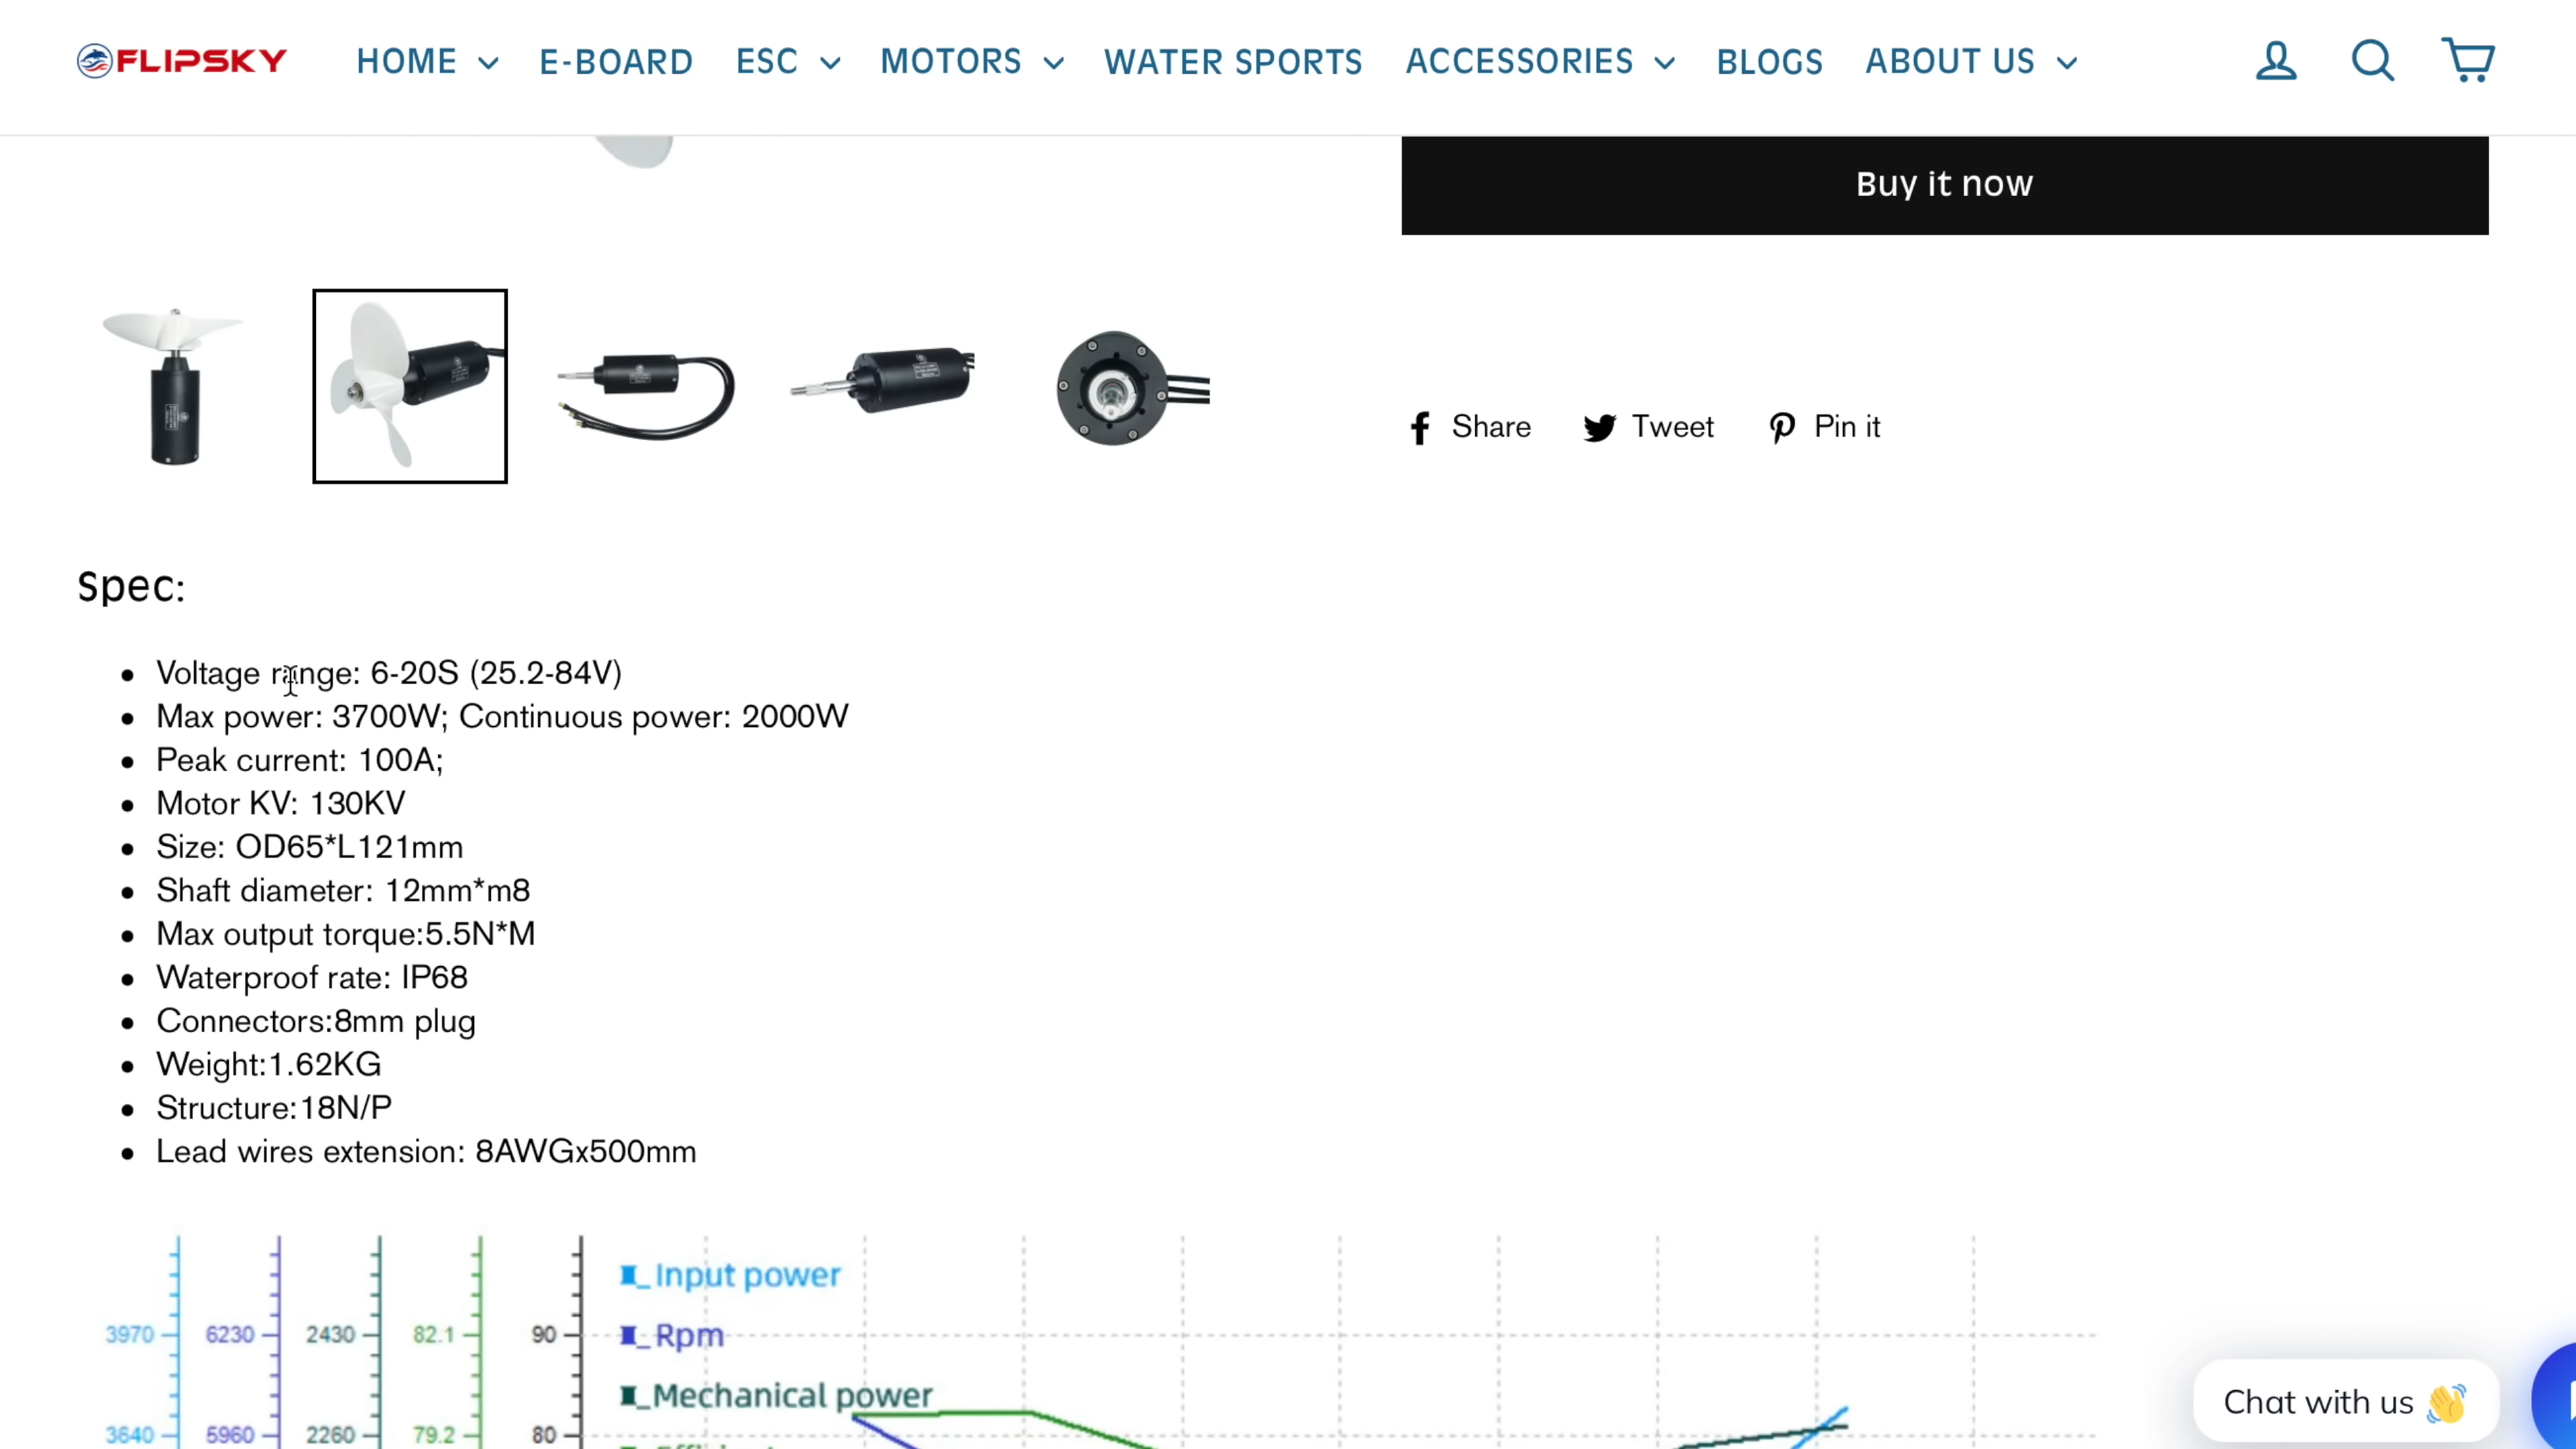 FLIPSKY HOME E-BOARD ESC MOTORS WATER SPORTS ACCESSORIES BLOGS ABOUT US
Buy it now
Share Tweet Pin it
Spec:
Voltage range: 6-20S (25.2-84V)
Max power: 3700W; Continuous power: 2000W
Peak current: 100A;
Motor KV: 130KV
Size: OD65*L121mm
Shaft diameter: 12mm*m8
Max output torque:5.5N*M
Waterproof rate: IP68
Connectors:8mm plug
Weight:1.62KG
Structure:18N/P
Lead wires extension: 8AWGx500mm
Input power
3970 6230 2430 82.1 90 Rpm
Mechanical power
3640 5960 2260 79.2 80
Chat with us 👋